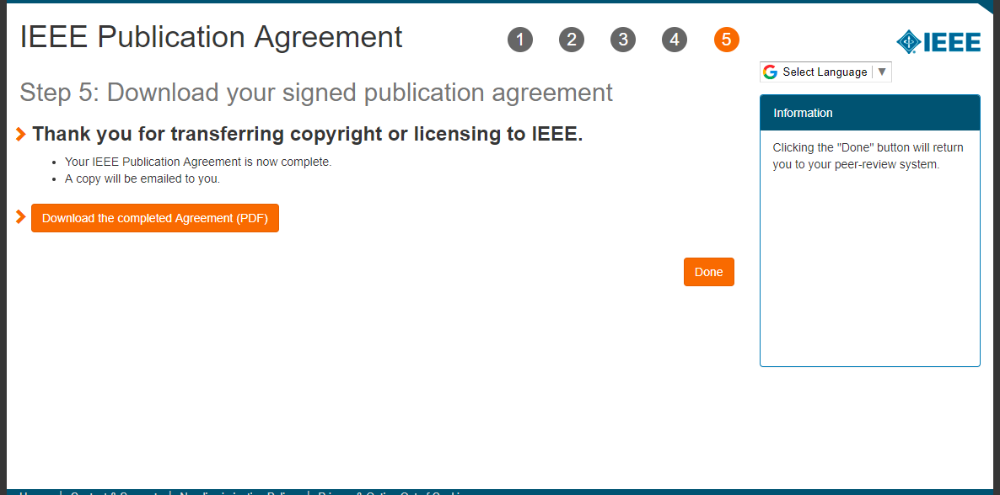 IEEE Publication Agreement
1 2 3 4 5
IEEE
Select Language
Step 5: Download your signed publication agreement
Information
Thank you for transferring copyright or licensing to IEEE.
Your IEEE Publication Agreement is now complete.
A copy will be emailed to you.
Clicking the "Done" button will return
you to your peer-review system.
Download the completed Agreement (PDF)
Done